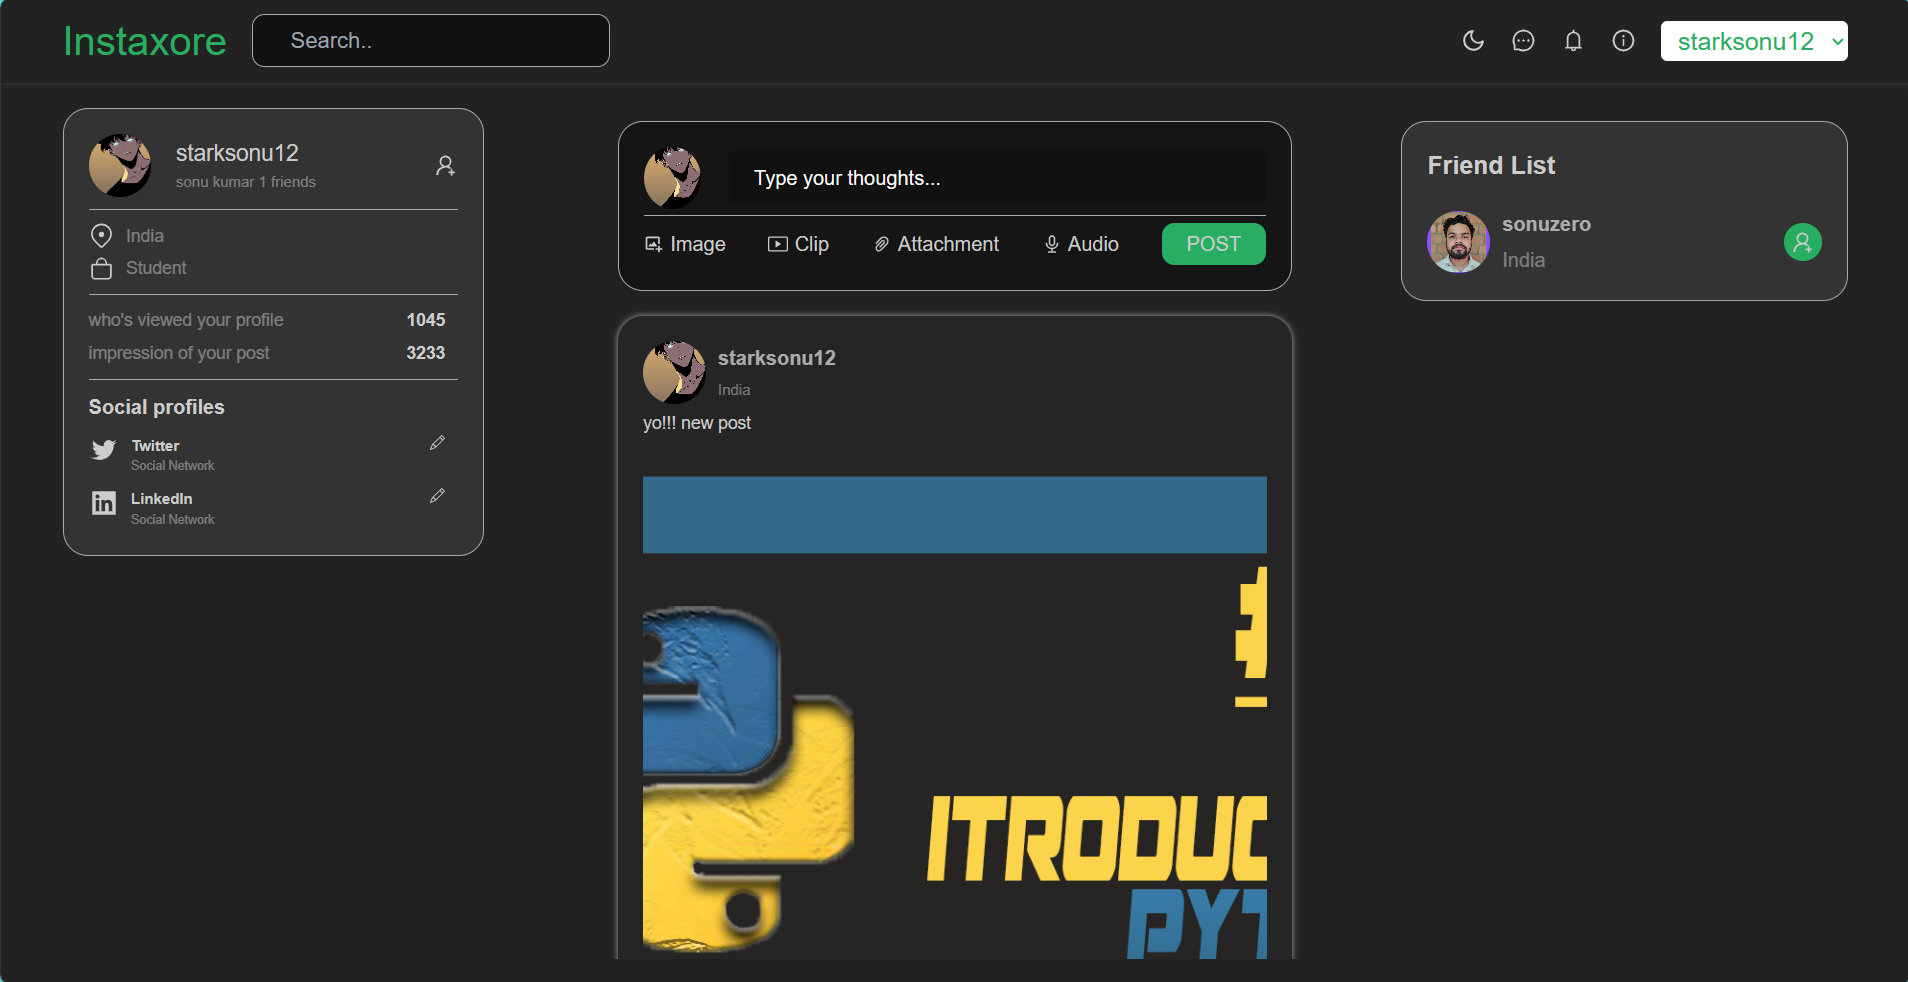 Instaxore
Search..
starksonu12
starksonu12
sonu kumar 1 friends
India
Student
who's viewed your profile 1045
impression of your post 3233
Social profiles
Twitter
Social Network
LinkedIn
Social Network
Type your thoughts...
Image Clip Attachment Audio POST
starksonu12
India
yo!!! new post
ITRODUC
PYT
Friend List
sonuzero
India